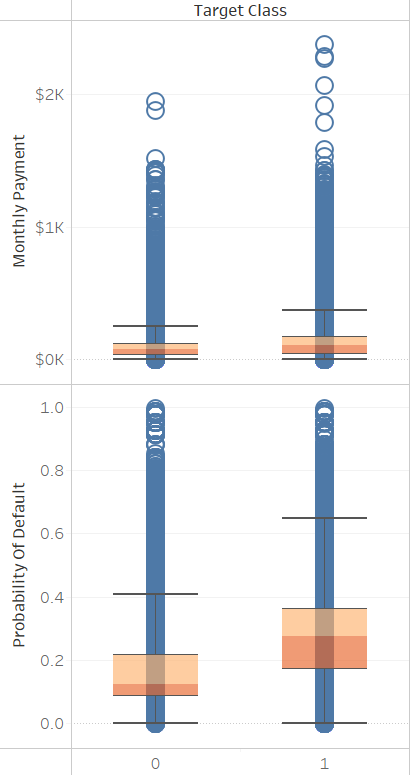 Target Class
Monthly Payment
$2K
$1K
$0K
Probability Of Default
1.0
0.8
0.6
0.4
0.2
0.0
0 1